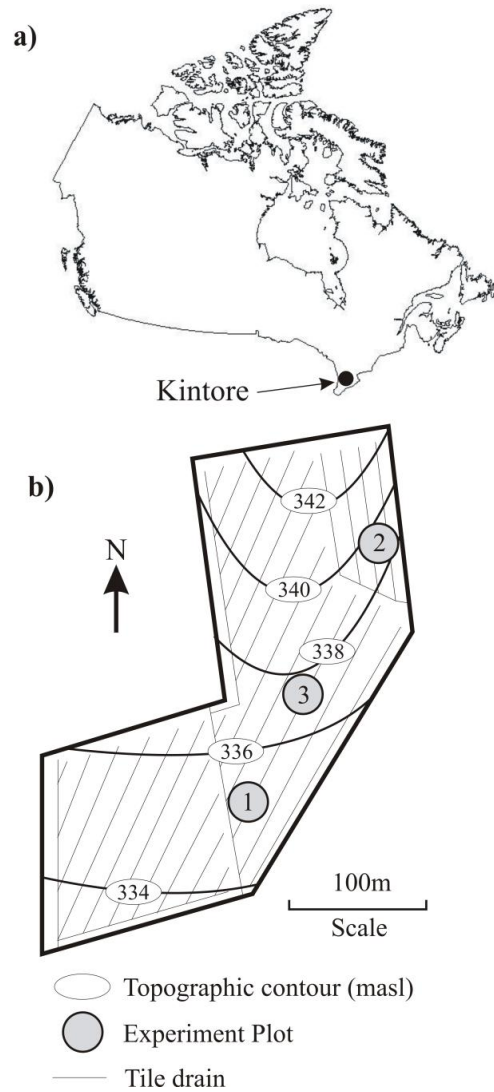 a)
Kintore
b)
N
342
2
340
338
3
336
1
334
100m
Scale
Topographic contour (masl)
Experiment Plot
Tile drain